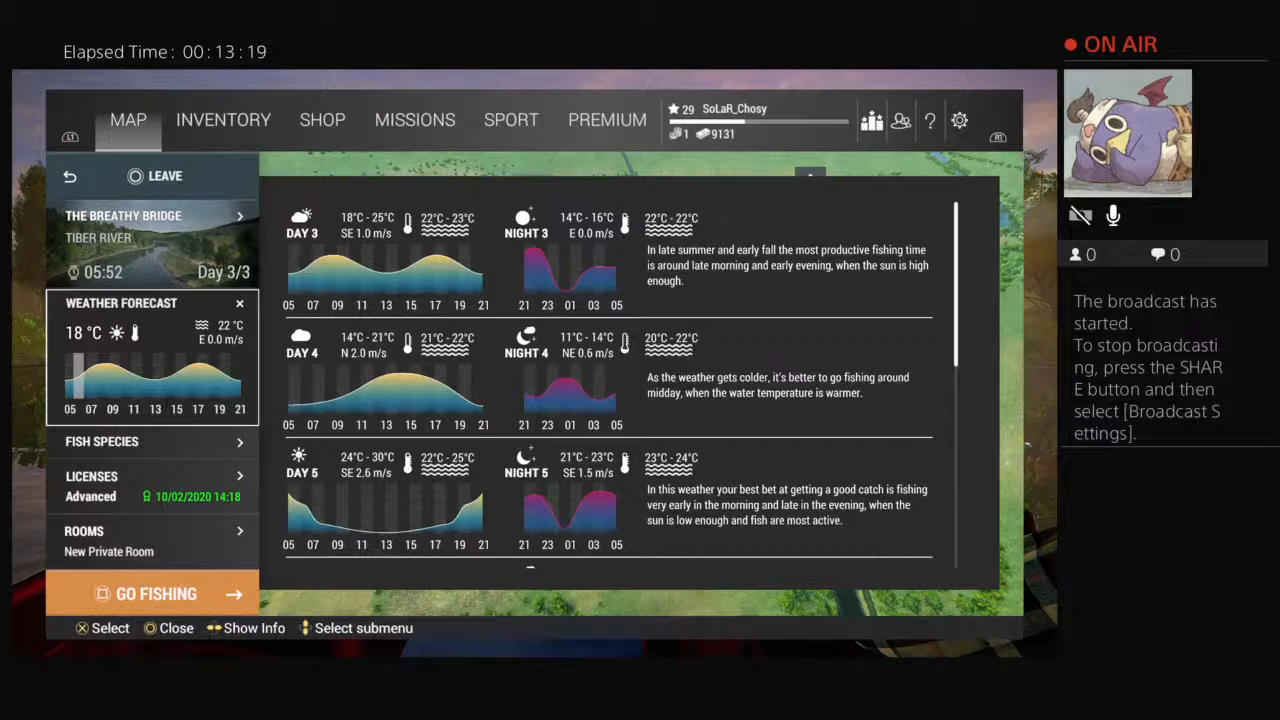 Elapsed Time: 00:13:19
ON AIR
L1 MAP INVENTORY SHOP MISSIONS SPORT PREMIUM
29 SoLaR_Chosy
1 9131
? R1
LEAVE
THE BREATHY BRIDGE
TIBER RIVER
05:52 Day 3/3
WEATHER FORECAST ×
18 °C 22 °C
E 0.0 m/s
05 07 09 11 13 15 17 19 21
FISH SPECIES
LICENSES
Advanced 10/02/2020 14:18
ROOMS
New Private Room
GO FISHING
DAY 3
18°C - 25°C
SE 1.0 m/s
22°C - 23°C
05 07 09 11 13 15 17 19 21
NIGHT 3
14°C - 16°C
E 0.0 m/s
22°C - 22°C
21 23 01 03 05
In late summer and early fall the most productive fishing time
is around late morning and early evening, when the sun is high
enough.
DAY 4
14°C - 21°C
N 2.0 m/s
21°C - 22°C
05 07 09 11 13 15 17 19 21
NIGHT 4
11°C - 14°C
NE 0.6 m/s
20°C - 22°C
21 23 01 03 05
As the weather gets colder, it's better to go fishing around
midday, when the water temperature is warmer.
DAY 5
24°C - 30°C
SE 2.6 m/s
22°C - 25°C
05 07 09 11 13 15 17 19 21
NIGHT 5
21°C - 23°C
SE 1.5 m/s
23°C - 24°C
21 23 01 03 05
In this weather your best bet at getting a good catch is fishing
very early in the morning and late in the evening, when the
sun is low enough and fish are most active.
Select Close Show Info Select submenu
0 0
The broadcast has
started.
To stop broadcasti
ng, press the SHAR
E button and then
select [Broadcast S
ettings].